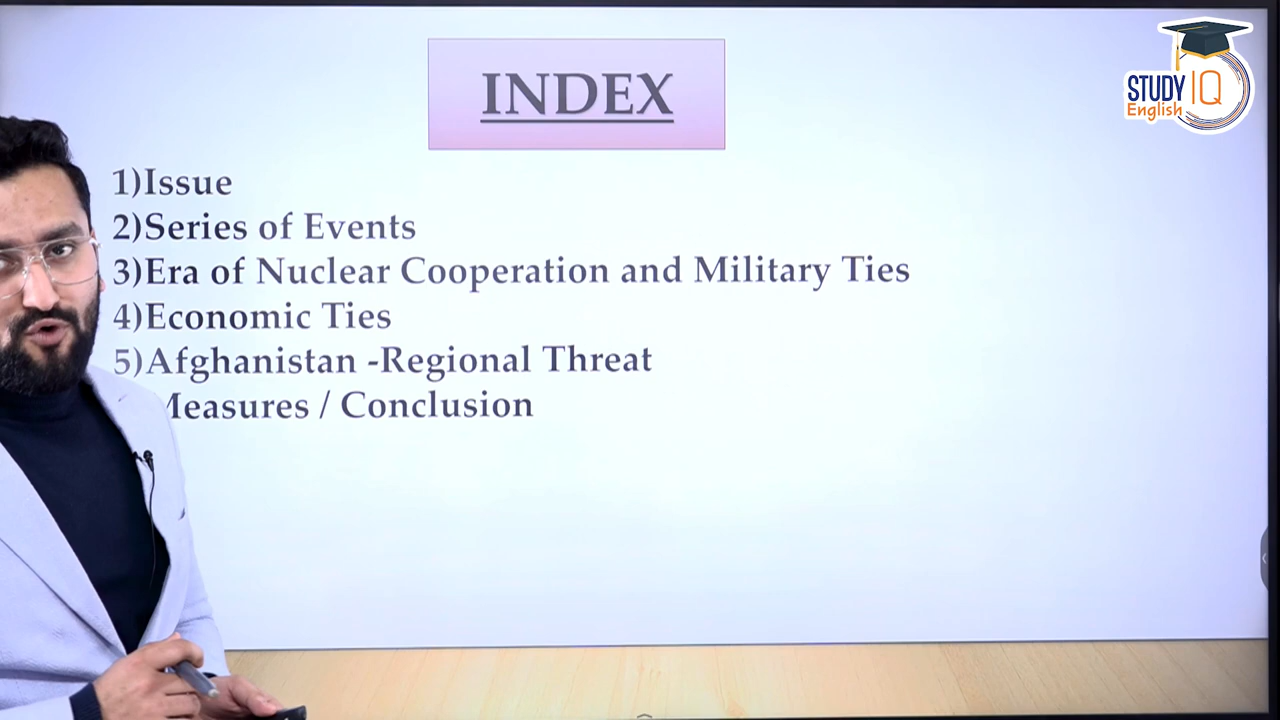 INDEX
STUDY IQ
English
1)Issue
2)Series of Events
3)Era of Nuclear Cooperation and Military Ties
4)Economic Ties
5)Afghanistan -Regional Threat
Measures / Conclusion